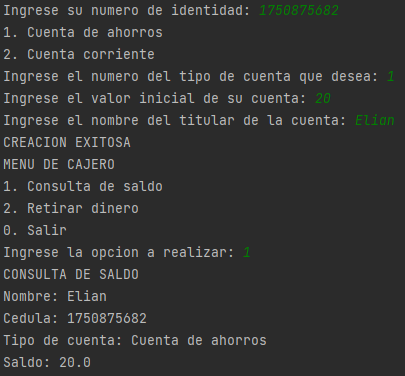 Ingrese su numero de identidad: 1750875682
1. Cuenta de ahorros
2. Cuenta corriente
Ingrese el numero del tipo de cuenta que desea: 1
Ingrese el valor inicial de su cuenta: 20
Ingrese el nombre del titular de la cuenta: Elian
CREACION EXITOSA
MENU DE CAJERO
1. Consulta de saldo
2. Retirar dinero
0. Salir
Ingrese la opcion a realizar: 1
CONSULTA DE SALDO
Nombre: Elian
Cedula: 1750875682
Tipo de cuenta: Cuenta de ahorros
Saldo: 20.0